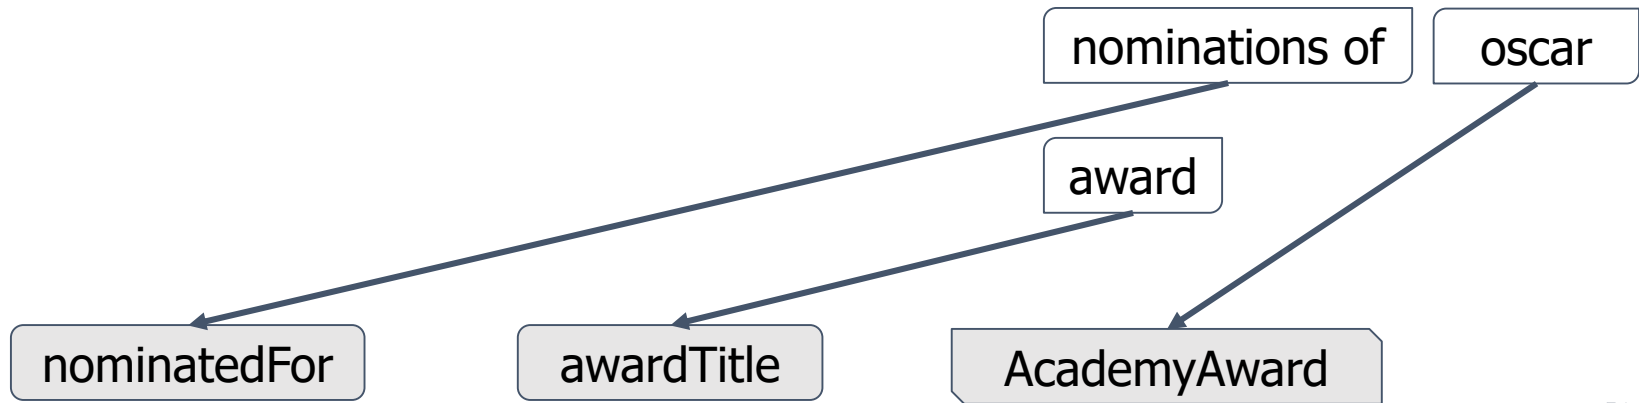 nominations of
oscar
award
nominatedFor
awardTitle
AcademyAward